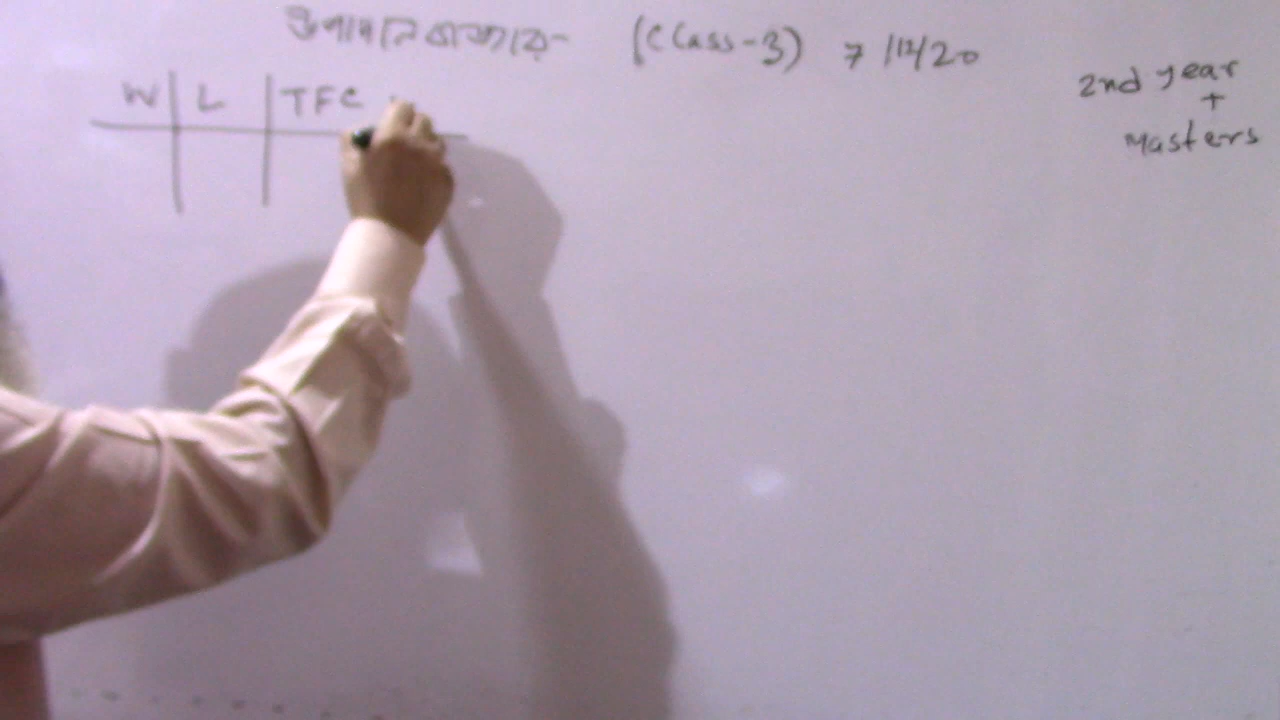 (Class-3) 7/12/20
2nd year
+
Masters
W L TFC